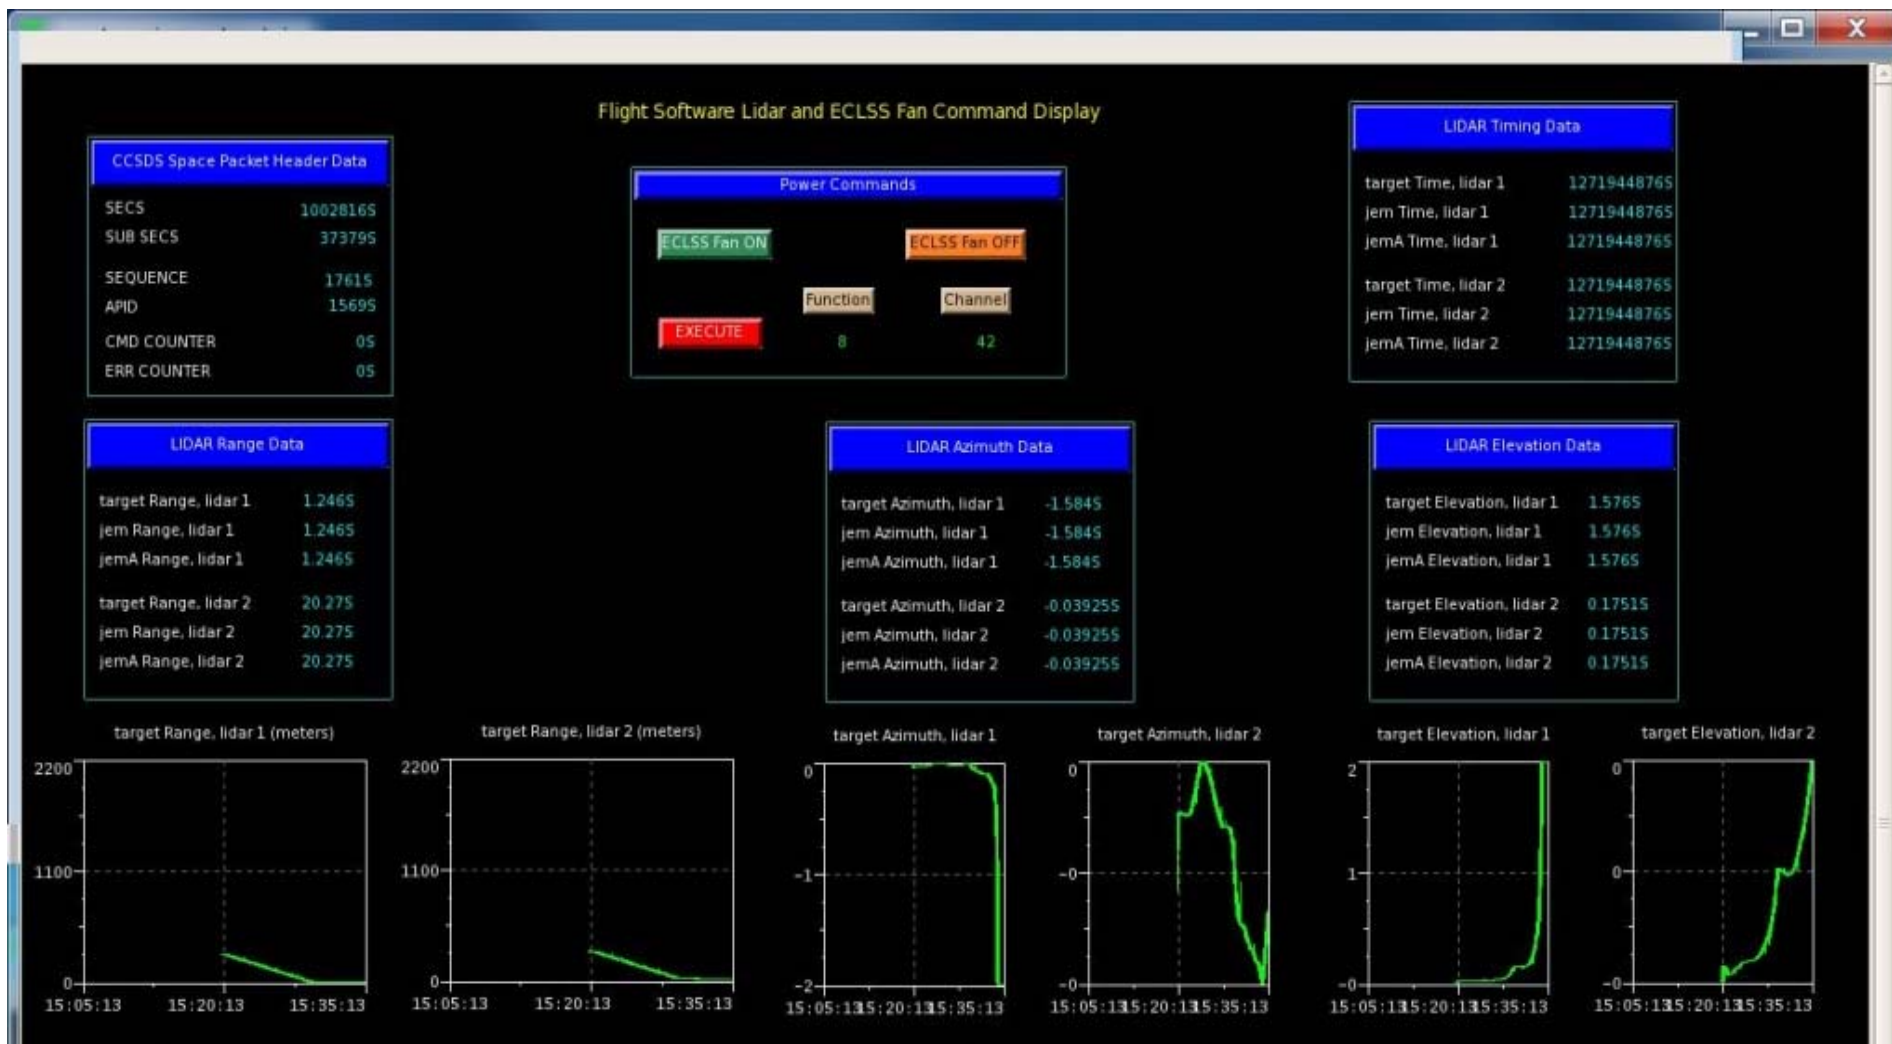 Flight Software Lidar and ECLSS Fan Command Display
CCSDS Space Packet Header Data
SECS 1002816S
SUB SECS 37379S
SEQUENCE 1761S
APID 1569S
CMD COUNTER 0S
ERR COUNTER 0S
Power Commands
ECLSS Fan ON ECLSS Fan OFF
Function Channel
EXECUTE 8 42
LIDAR Timing Data
target Time, lidar 1 1271944876S
jem Time, lidar 1 1271944876S
jemA Time, lidar 1 1271944876S
target Time, lidar 2 1271944876S
jem Time, lidar 2 1271944876S
jemA Time, lidar 2 1271944876S
LIDAR Range Data
target Range, lidar 1 1.246S
jem Range, lidar 1 1.246S
jemA Range, lidar 1 1.246S
target Range, lidar 2 20.27S
jem Range, lidar 2 20.27S
jemA Range, lidar 2 20.27S
LIDAR Azimuth Data
target Azimuth, lidar 1 -1.584S
jem Azimuth, lidar 1 -1.584S
jemA Azimuth, lidar 1 -1.584S
target Azimuth, lidar 2 -0.03925S
jem Azimuth, lidar 2 -0.03925S
jemA Azimuth, lidar 2 -0.03925S
LIDAR Elevation Data
target Elevation, lidar 1 1.576S
jem Elevation, lidar 1 1.576S
jemA Elevation, lidar 1 1.576S
target Elevation, lidar 2 0.1751S
jem Elevation, lidar 2 0.1751S
jemA Elevation, lidar 2 0.1751S
target Range, lidar 1 (meters)
2200
1100
0
15:05:13 15:20:13 15:35:13
target Range, lidar 2 (meters)
2200
1100
0
15:05:13 15:20:13 15:35:13
target Azimuth, lidar 1
0
-1
-2
15:05:13 15:20:13 15:35:13
target Azimuth, lidar 2
0
-0
-0
15:05:13 15:20:13 15:35:13
target Elevation, lidar 1
2
1
-0
15:05:13 15:20:13 15:35:13
target Elevation, lidar 2
0
0
-0
15:05:13 15:20:13 15:35:13